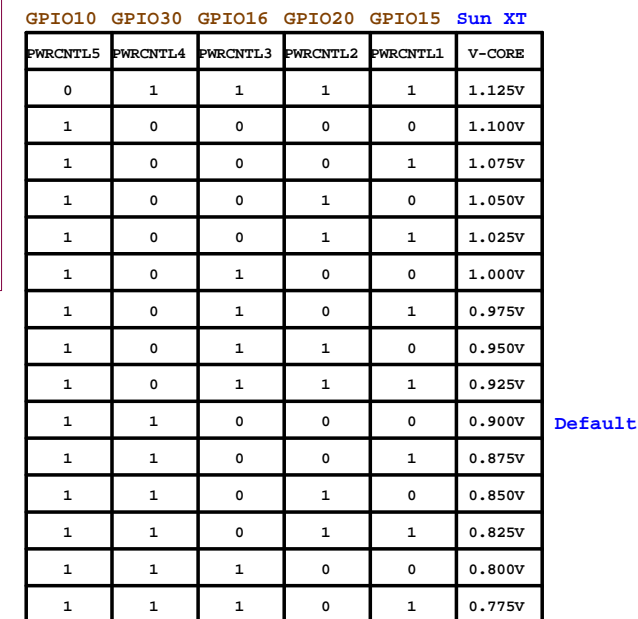 GPIO10 GPIO30 GPIO16 GPIO20 GPIO15 Sun XT
PWRCNTL5 PWRCNTL4 PWRCNTL3 PWRCNTL2 PWRCNTL1 V-CORE
0 1 1 1 1 1.125V
1 0 0 0 0 1.100V
1 0 0 0 1 1.075V
1 0 0 1 0 1.050V
1 0 0 1 1 1.025V
1 0 1 0 0 1.000V
1 0 1 0 1 0.975V
1 0 1 1 0 0.950V
1 0 1 1 1 0.925V
1 1 0 0 0 0.900V Default
1 1 0 0 1 0.875V
1 1 0 1 0 0.850V
1 1 0 1 1 0.825V
1 1 1 0 0 0.800V
1 1 1 0 1 0.775V